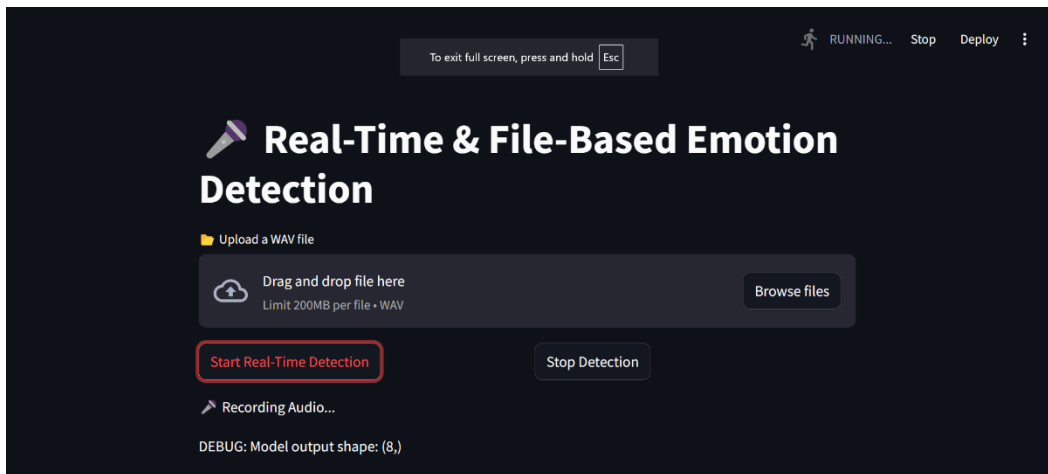 RUNNING... Stop Deploy
To exit full screen, press and hold Esc
🎤 Real-Time & File-Based Emotion
Detection
📂 Upload a WAV file
Drag and drop file here
Limit 200MB per file • WAV
Browse files
Start Real-Time Detection
Stop Detection
🎤 Recording Audio...
DEBUG: Model output shape: (8,)